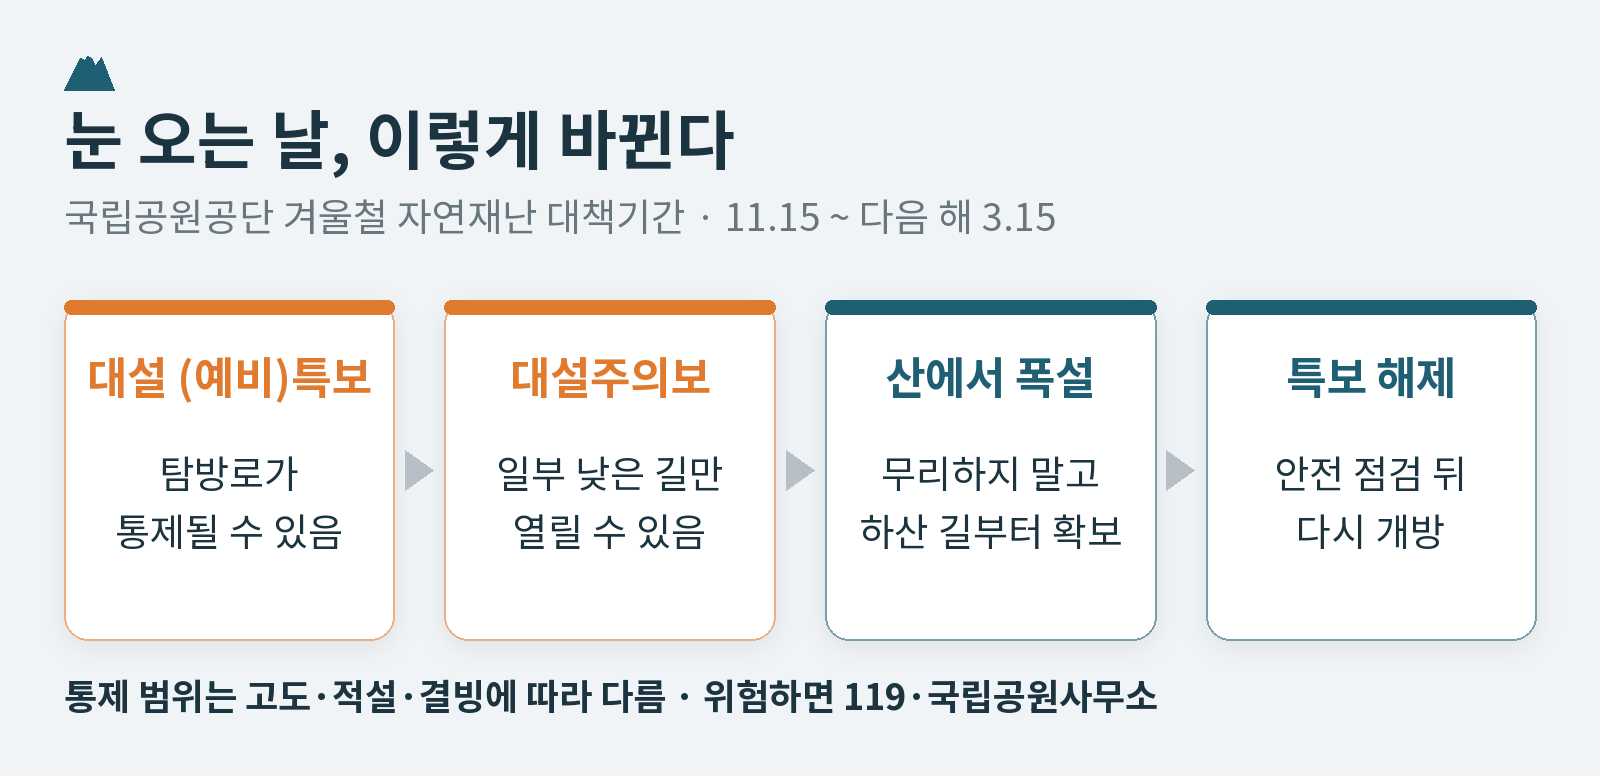 눈 오는 날, 이렇게 바뀐다
국립공원공단 겨울철 자연재난 대책기간 · 11.15 ~ 다음 해 3.15
대설 (예비)특보
탐방로가
통제될 수 있음
대설주의보
일부 낮은 길만
열릴 수 있음
산에서 폭설
무리하지 말고
하산 길부터 확보
특보 해제
안전 점검 뒤
다시 개방
통제 범위는 고도·적설·결빙에 따라 다름 · 위험하면 119·국립공원사무소